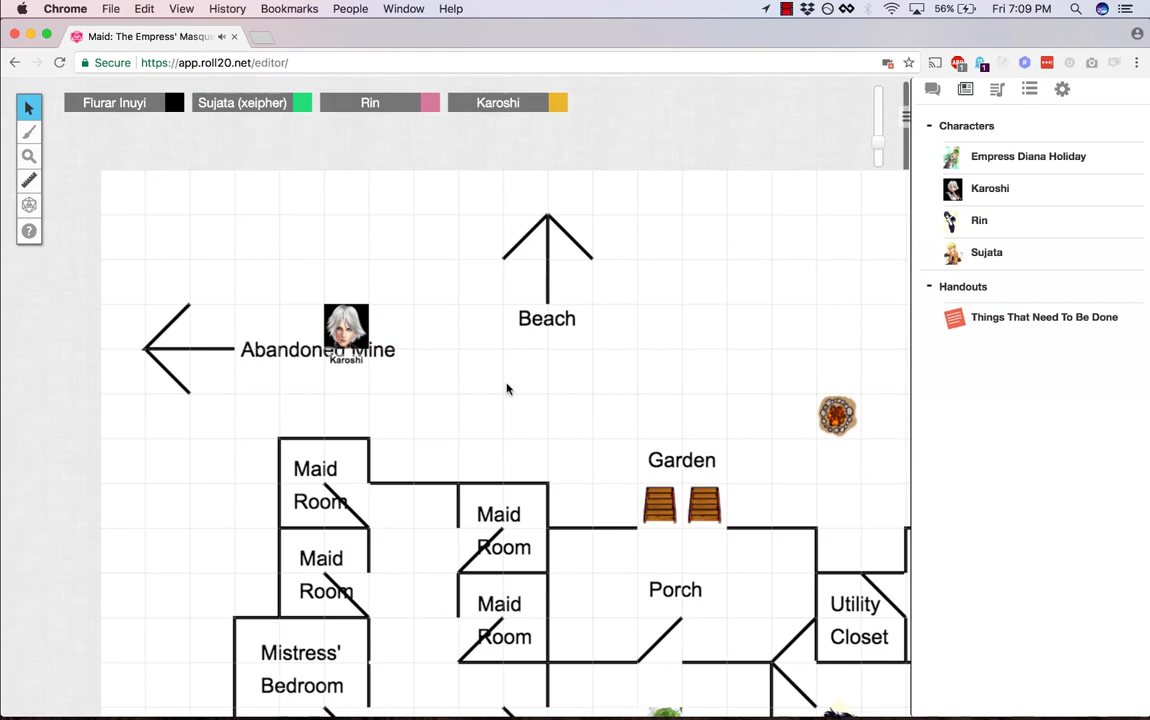 Chrome File Edit View History Bookmarks People Window Help 56% Fri 7:09 PM
Maid: The Empress' Masque
Secure https://app.roll20.net/editor/
Flurar Inuyi Sujata (xeipher) Rin Karoshi
Characters
Empress Diana Holiday
Karoshi
Rin
Sujata
Handouts
Things That Need To Be Done
Beach
Abandoned Mine
Karoshi
Garden
Maid
Room
Maid
Room
Maid
Room
Maid
Room
Porch
Utility
Closet
Mistress'
Bedroom